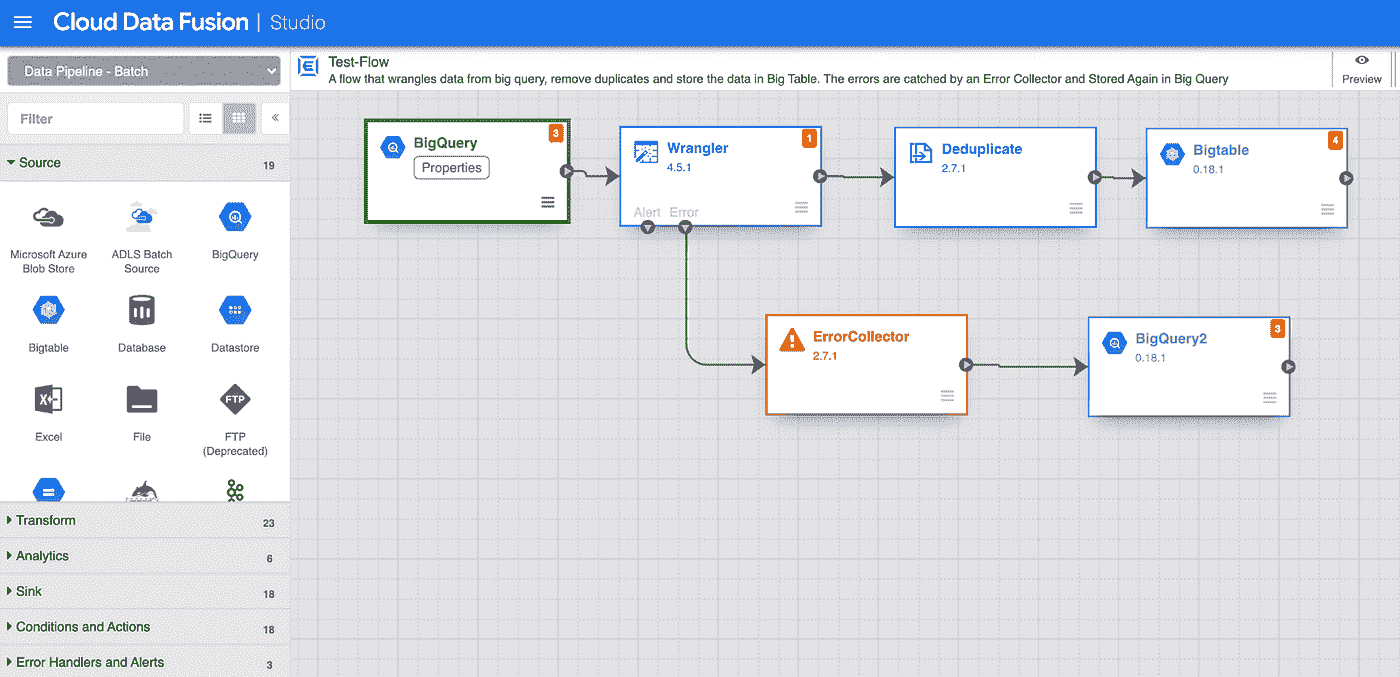 Cloud Data Fusion | Studio
Data Pipeline - Batch
Test-Flow
A flow that wrangles data from big query, remove duplicates and store the data in Big Table. The errors are catched by an Error Collector and Stored Again in Big Query
Preview
Filter
Source 19
Microsoft Azure
Blob Store
ADLS Batch
Source
BigQuery
Bigtable
Database
Datastore
Excel
File
FTP
FTP
(Deprecated)
Transform 23
Analytics 6
Sink 18
Conditions and Actions 18
Error Handlers and Alerts 3
BigQuery 3
Properties
Wrangler 1
4.5.1
Alert Error
Deduplicate
2.7.1
Bigtable 4
0.18.1
ErrorCollector
2.7.1
BigQuery2 3
0.18.1